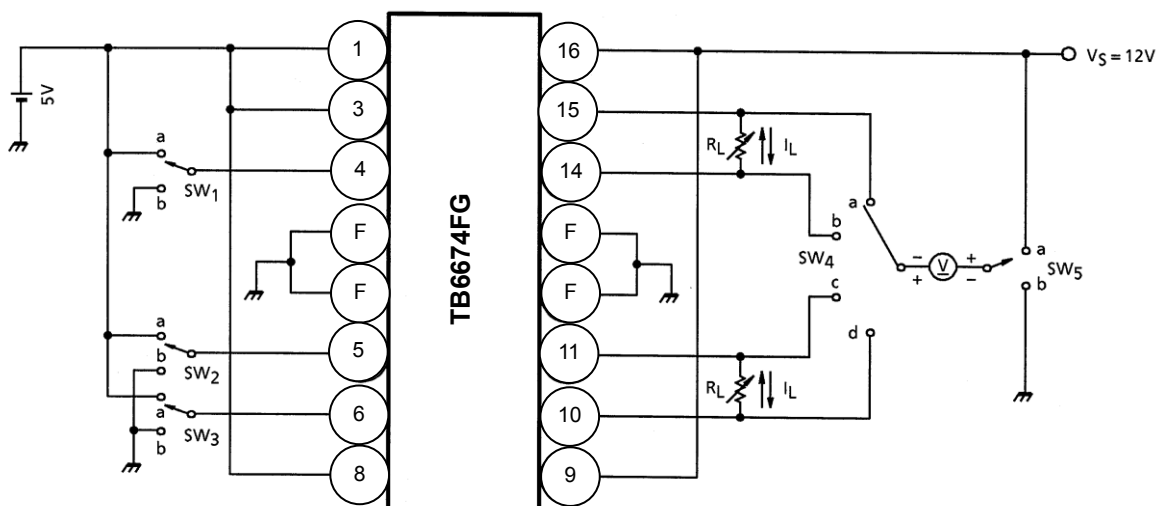 1
16
VS = 12V
5V
3
15
a
RL
IL
4
14
SW1
b
a
b
F
F
SW4
V
- +
+ -
a
SW5
b
TB6674FG
F
F
c
a
5
11
d
b
SW2
RL
IL
a
6
10
SW3
b
8
9